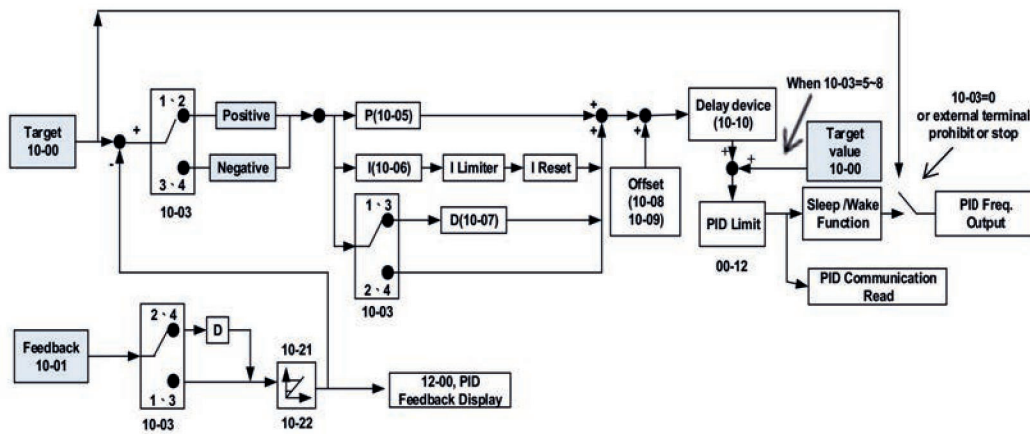 When 10-03=5~8
10-03=0
or external terminal
prohibit or stop
Target
10-00
+
-
1、2
3、4
10-03
Positive
Negative
P(10-05)
I(10-06)
I Limiter
I Reset
1、3
2、4
10-03
D(10-07)
+
+
+
+
+
Offset
(10-08
10-09)
Delay device
(10-10)
+
+
Target
value
10-00
PID Limit
00-12
Sleep /Wake
Function
PID Freq.
Output
PID Communication
Read
Feedback
10-01
2、4
1、3
10-03
D
10-21
10-22
12-00, PID
Feedback Display